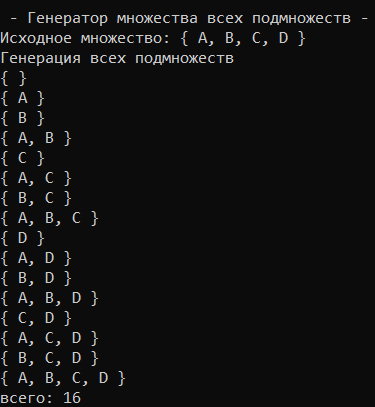 - Генератор множества всех подмножеств -
Исходное множество: { A, B, C, D }
Генерация всех подмножеств
{ }
{ A }
{ B }
{ A, B }
{ C }
{ A, C }
{ B, C }
{ A, B, C }
{ D }
{ A, D }
{ B, D }
{ A, B, D }
{ C, D }
{ A, C, D }
{ B, C, D }
{ A, B, C, D }
всего: 16